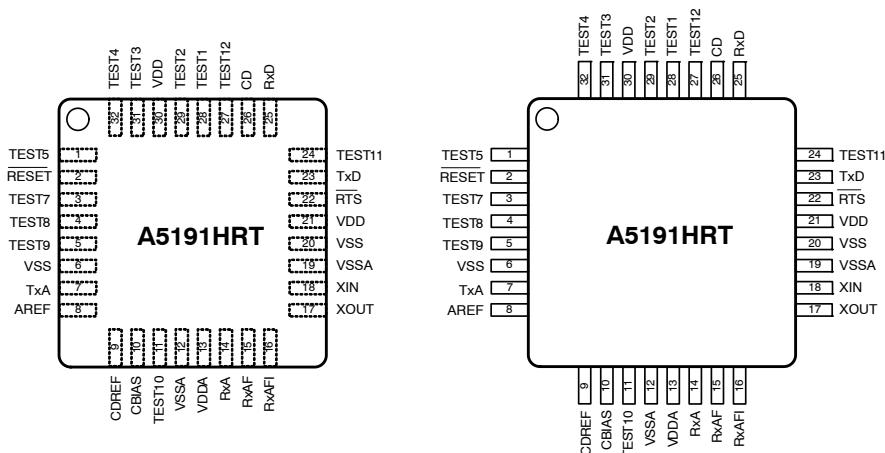 TEST4
TEST3
VDD
TEST2
TEST1
TEST12
CD
RxD
32
31
30
29
28
27
26
25
TEST5 1
RESET 2
TEST7 3
TEST8 4
TEST9 5
VSS 6
TxA 7
AREF 8
A5191HRT
24 TEST11
23 TxD
22 RTS
21 VDD
20 VSS
19 VSSA
18 XIN
17 XOUT
9
10
11
12
13
14
15
16
CDREF
CBIAS
TEST10
VSSA
VDDA
RxA
RxAF
RxAFI
TEST4
TEST3
VDD
TEST2
TEST1
TEST12
CD
RxD
32
31
30
29
28
27
26
25
TEST5 1
RESET 2
TEST7 3
TEST8 4
TEST9 5
VSS 6
TxA 7
AREF 8
A5191HRT
24 TEST11
23 TxD
22 RTS
21 VDD
20 VSS
19 VSSA
18 XIN
17 XOUT
9
10
11
12
13
14
15
16
CDREF
CBIAS
TEST10
VSSA
VDDA
RxA
RxAF
RxAFI